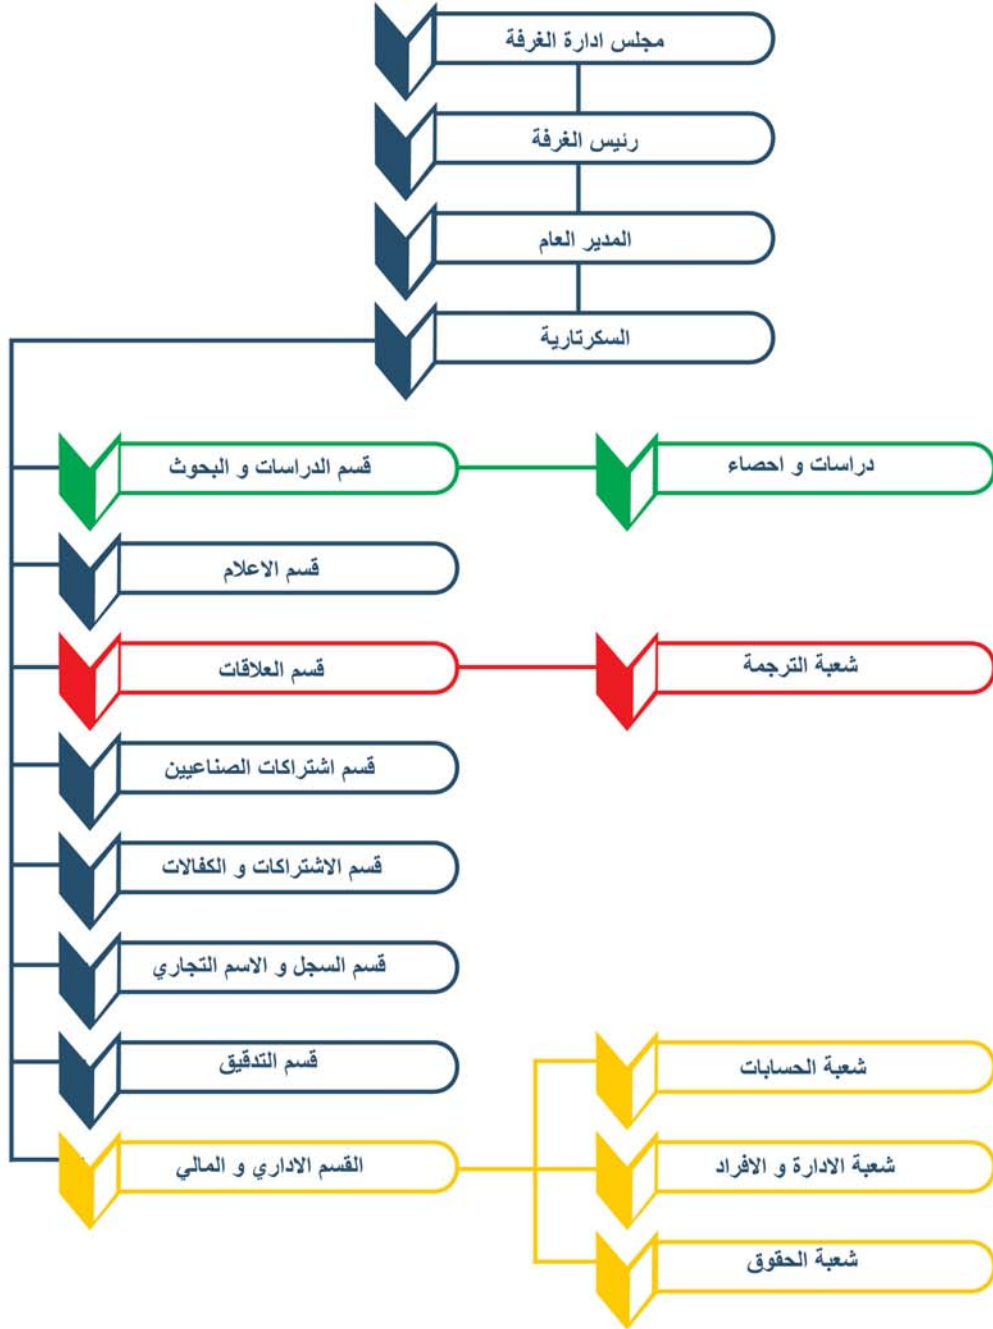 مجلس ادارة الغرفة
رئيس الغرفة
المدير العام
السكرتارية
قسم الدراسات و البحوث
دراسات و احصاء
قسم الاعلام
قسم العلاقات
شعبة الترجمة
قسم اشتراكات الصناعيين
قسم الاشتراكات و الكفالات
قسم السجل و الاسم التجاري
قسم التدقيق
شعبة الحسابات
القسم الاداري و المالي
شعبة الادارة و الافراد
شعبة الحقوق